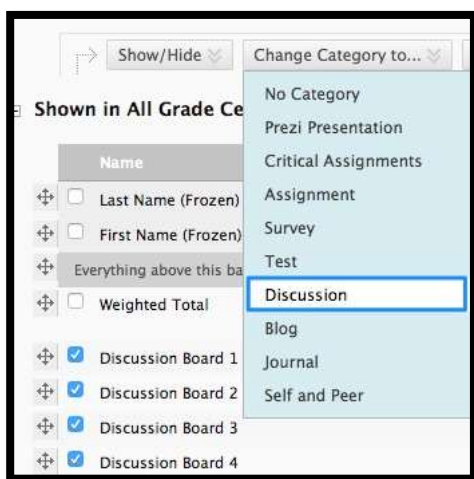 Show/Hide Change Category to...
No Category
Prezi Presentation
Critical Assignments
Assignment
Survey
Test
Discussion
Blog
Journal
Self and Peer
Shown in All Grade Ce
Name
Last Name (Frozen)
First Name (Frozen)
Everything above this ba
Weighted Total
Discussion Board 1
Discussion Board 2
Discussion Board 3
Discussion Board 4